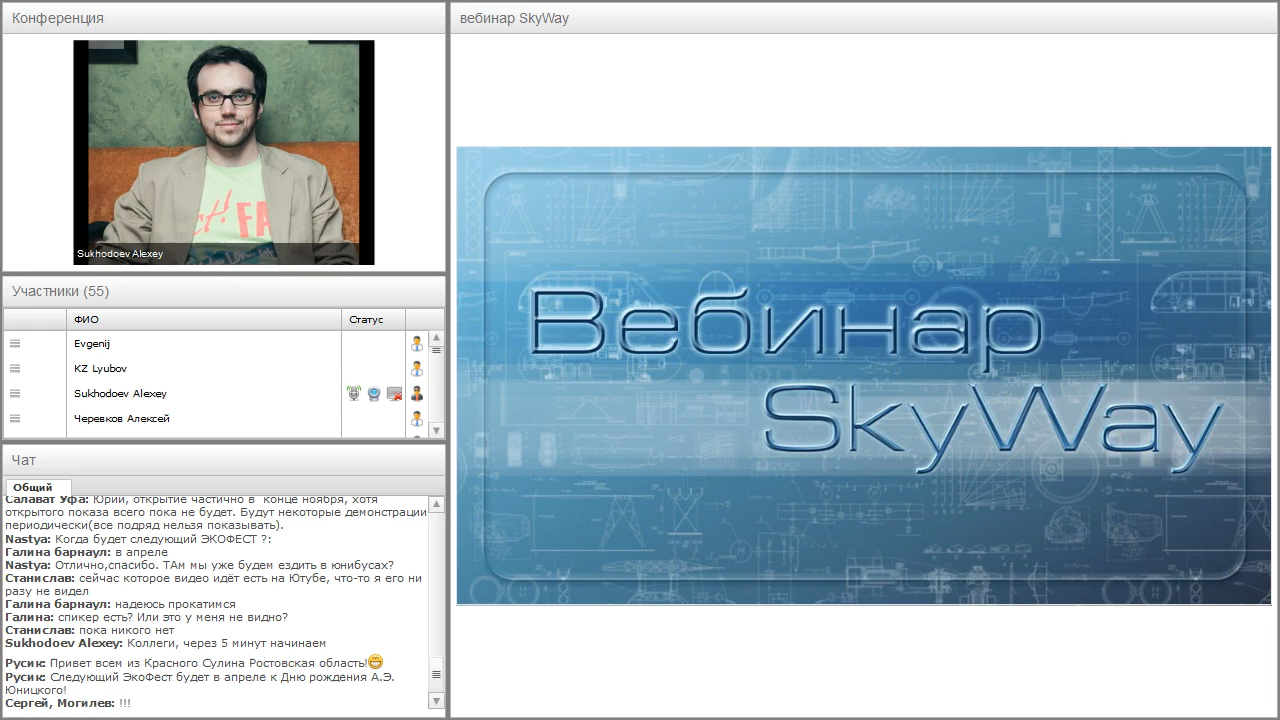 Конференция
Sukhodoev Alexey
Участники (55)
ФИО
Статус
Evgenij
KZ Lyubov
Sukhodoev Alexey
Черевков Алексей
Чат
Общий
Салават Уфа: Юрий, открытие частично в конце ноября, хотя
открытого показа всего пока не будет. Будут некоторые демонстрации
периодически(все подряд нельзя показывать).
Nastya: Когда будет следующий ЭКОФЕСТ ?:
Галина барнаул: в апреле
Nastya: Отлично,спасибо. ТАм мы уже будем ездить в юнибусах?
Станислав: сейчас которое видео идёт есть на Ютубе, что-то я его ни
разу не видел
Галина барнаул: надеюсь прокатимся
Галина: спикер есть? Или это у меня не видно?
Станислав: пока никого нет
Sukhodoev Alexey: Коллеги, через 5 минут начинаем
Русик: Привет всем из Красного Сулина Ростовская область!
Русик: Следующий ЭкоФест будет в апреле к Дню рождения А.Э.
Юницкого!
Сергей, Могилев: !!!
вебинар SkyWay
Вебинар
SkyWay